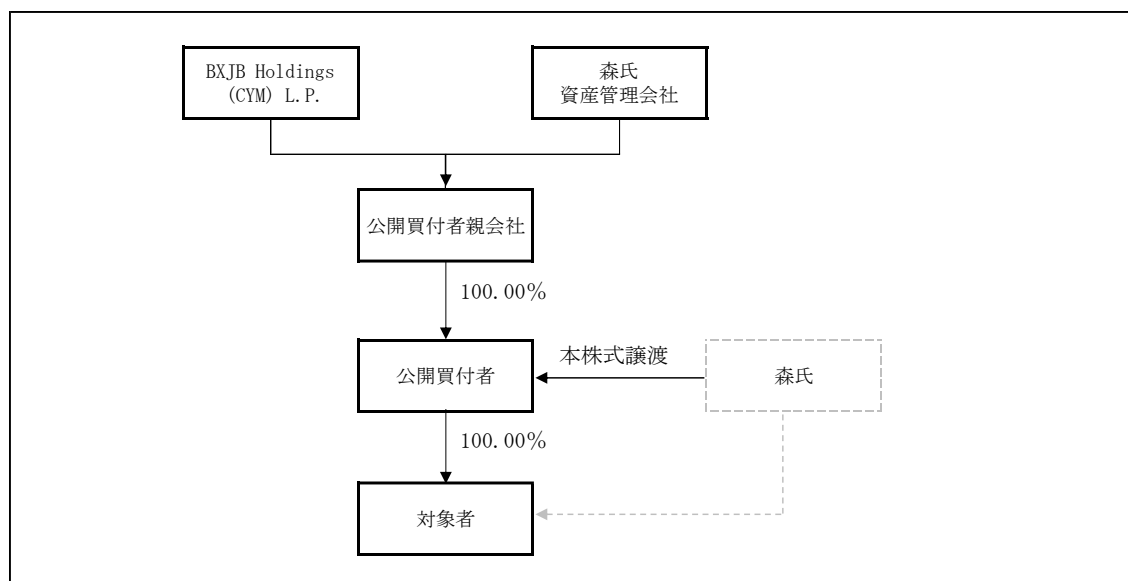 BXJB Holdings
(CYM) L.P.
森氏
資産管理会社
公開買付者親会社
100.00%
公開買付者
本株式譲渡
森氏
100.00%
対象者